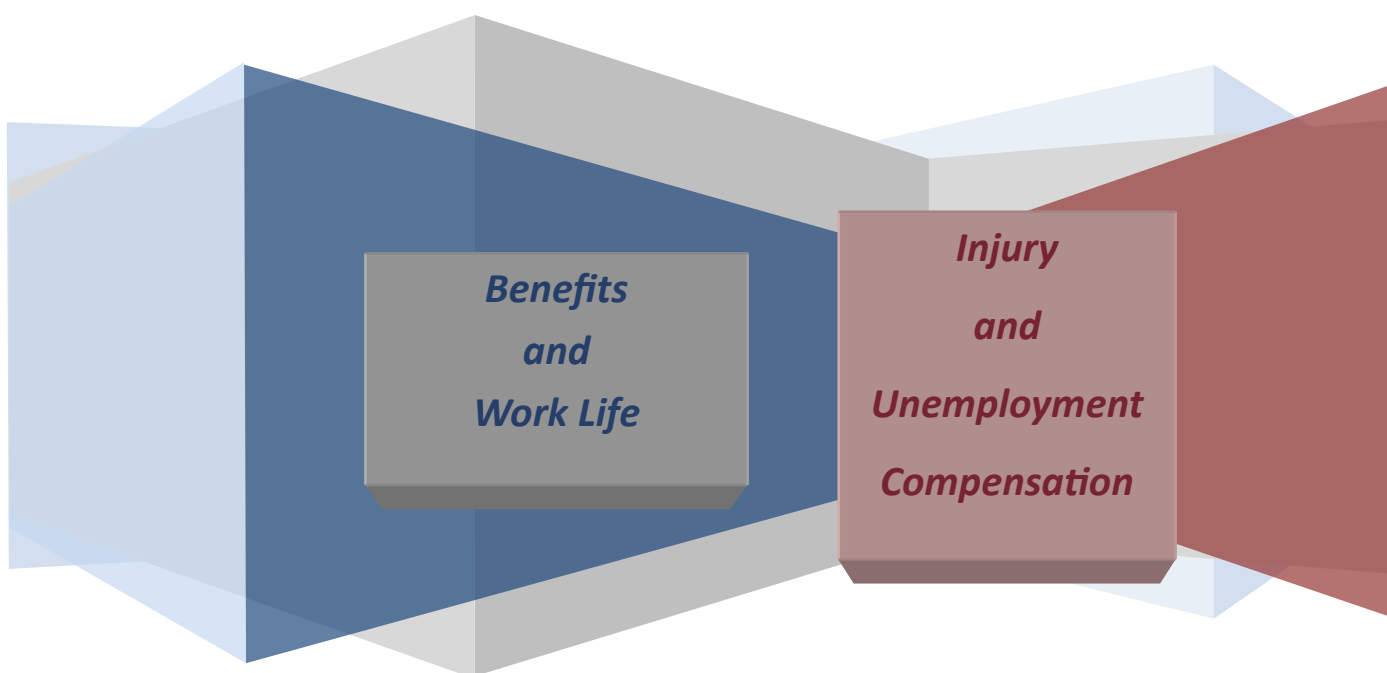 Benefits
and
Work Life
Injury
and
Unemployment
Compensation